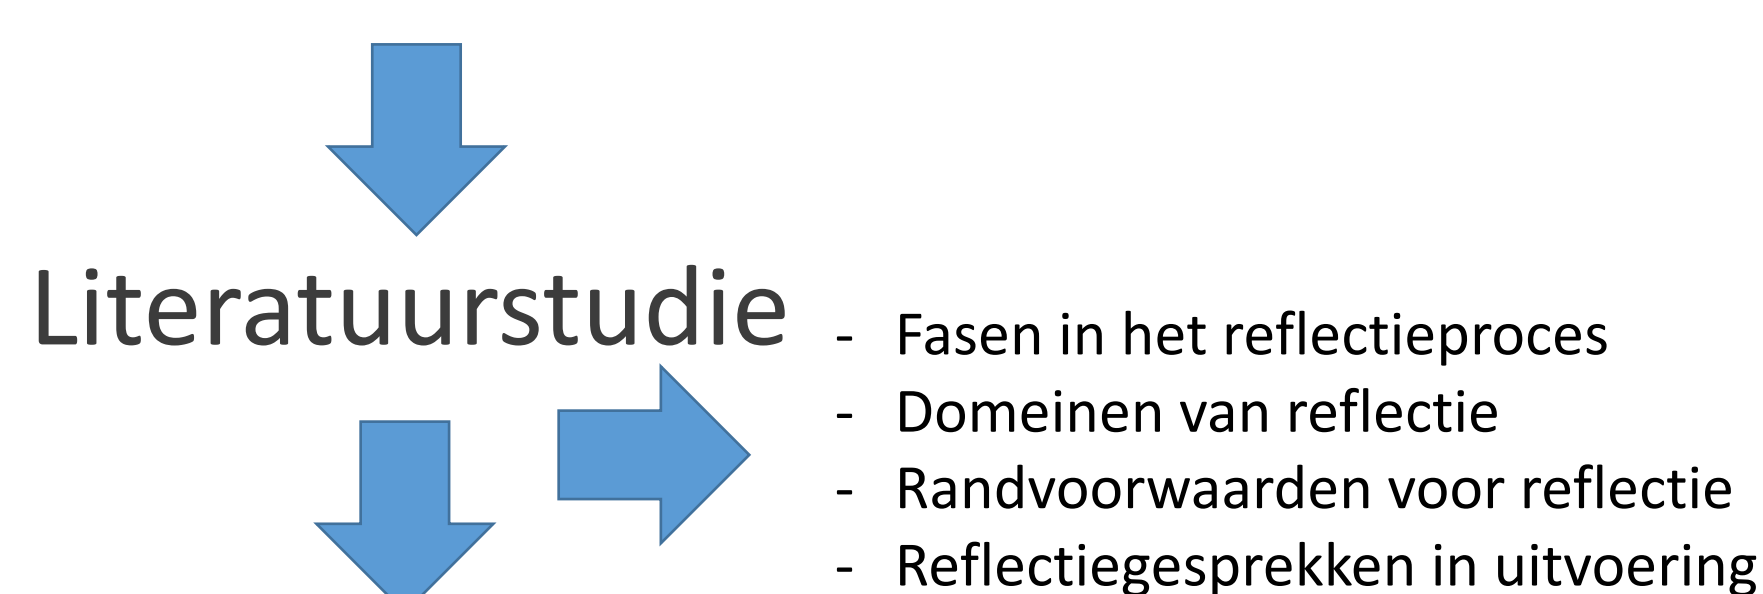 Literatuurstudie
- Fasen in het reflectieproces
- Domeinen van reflectie
- Randvoorwaarden voor reflectie
- Reflectiegesprekken in uitvoering